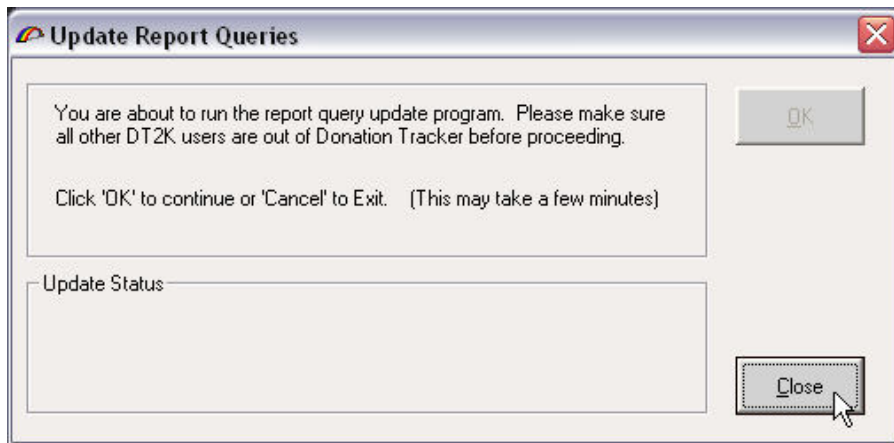 Update Report Queries
You are about to run the report query update program.  Please make sure
all other DT2K users are out of Donation Tracker before proceeding.
OK
Click 'OK' to continue or 'Cancel' to Exit.    (This may take a few minutes)
Update Status
Close